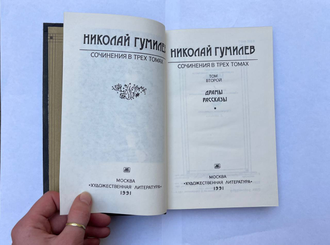 НИКОЛАЙ ГУМИЛЕВ
СОЧИНЕНИЯ В ТРЕХ ТОМАХ
МОСКВА
«ХУДОЖЕСТВЕННАЯ ЛИТЕРАТУРА»
1991
НИКОЛАЙ ГУМИЛЕВ
СОЧИНЕНИЯ В ТРЕХ ТОМАХ
ТОМ
ВТОРОЙ
ДРАМЫ
РАССКАЗЫ
МОСКВА
«ХУДОЖЕСТВЕННАЯ ЛИТЕРАТУРА»
1991